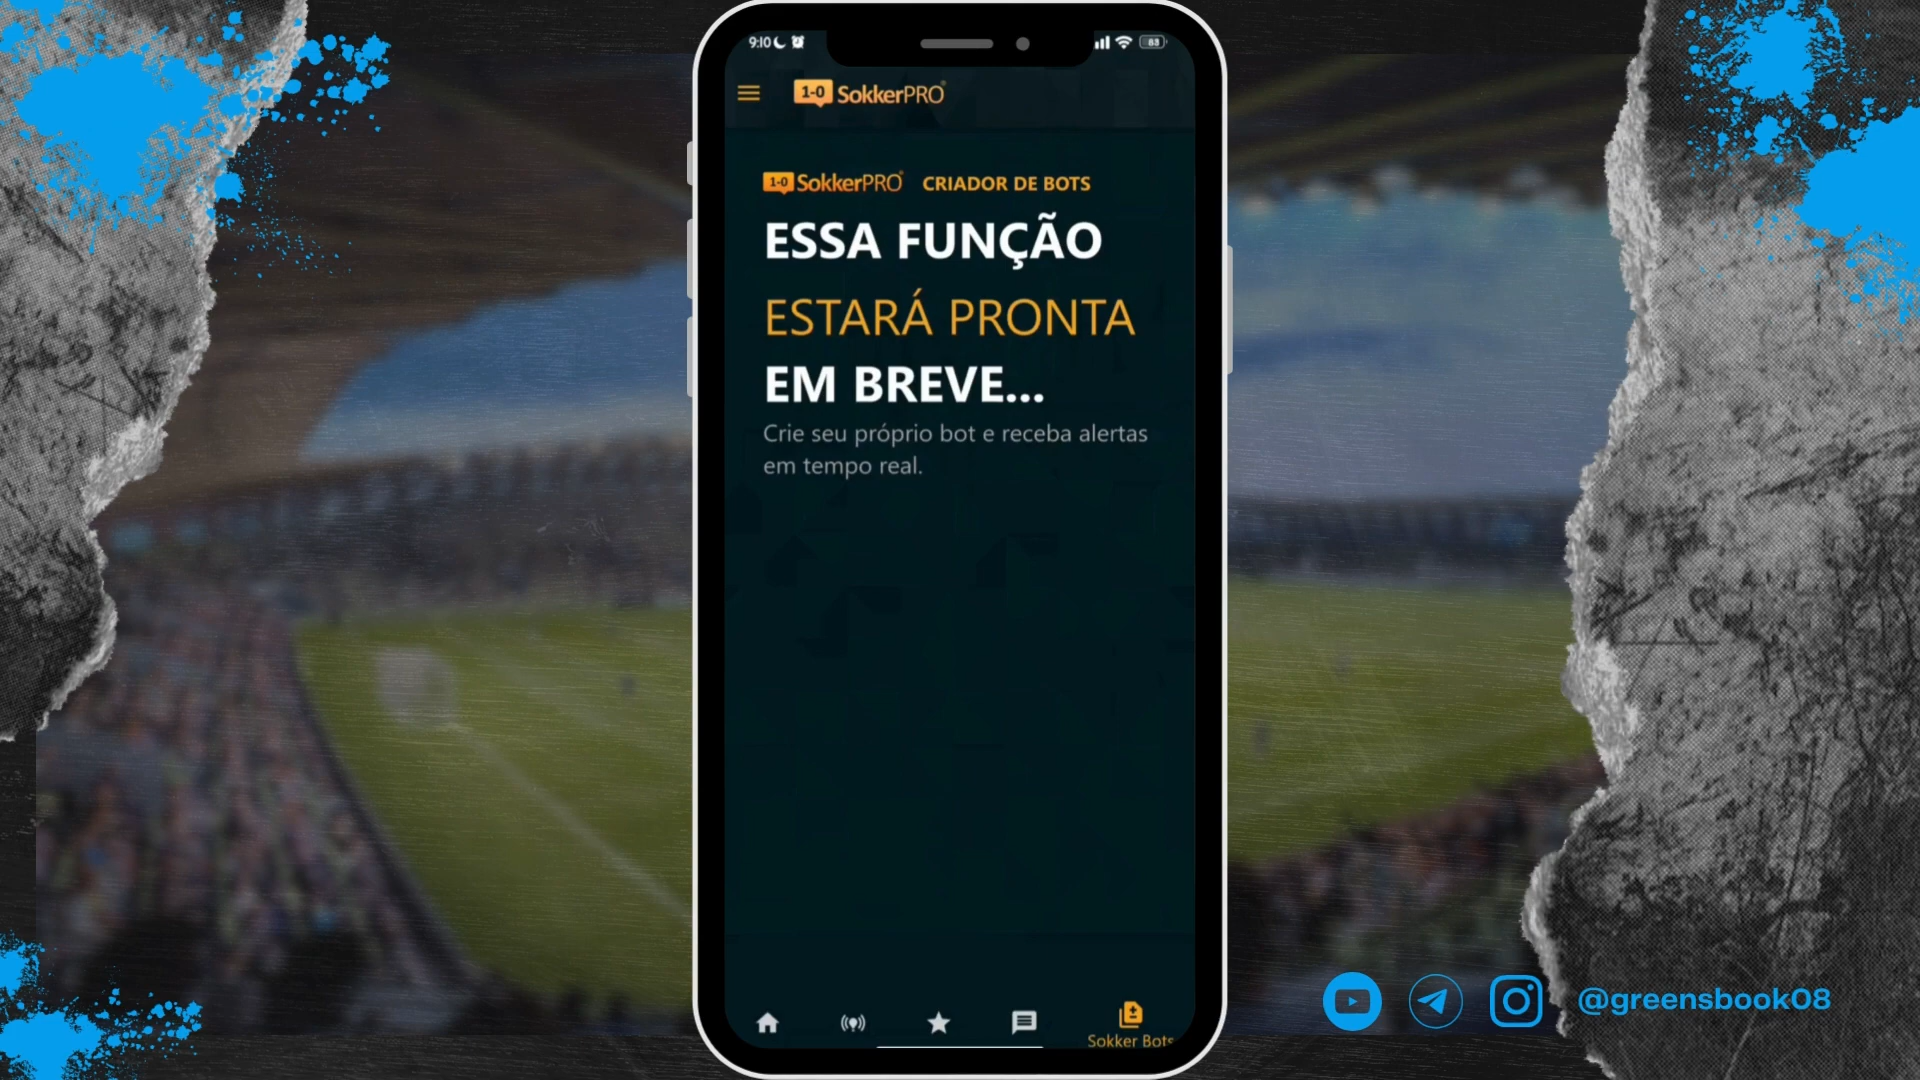 9:10
83
1-0 SokkerPRO
1-0 SokkerPRO CRIADOR DE BOTS
ESSA FUNÇÃO
ESTARÁ PRONTA
EM BREVE...
Crie seu próprio bot e receba alertas
em tempo real.
Sokker Bots
@greensbook08